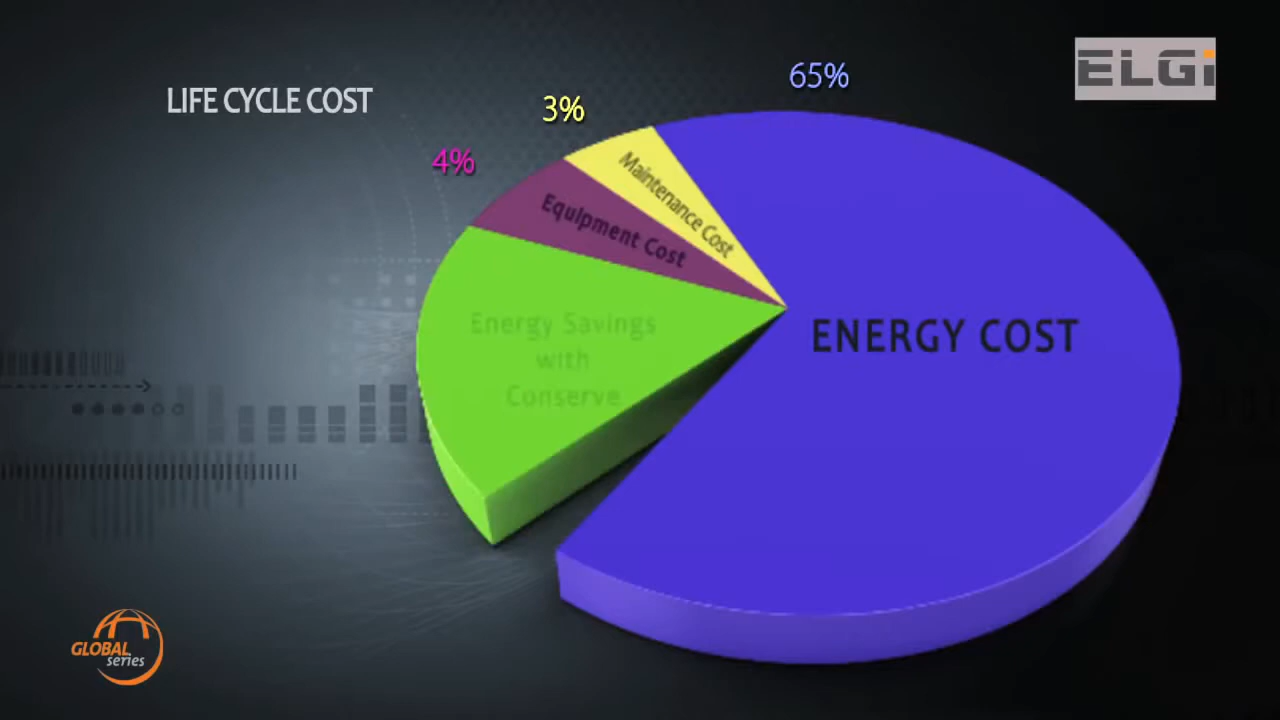 LIFE CYCLE COST
ELGi
65%
3%
4%
Maintenance Cost
Equipment Cost
Energy Savings
with
Conserve
ENERGY COST
GLOBAL
series